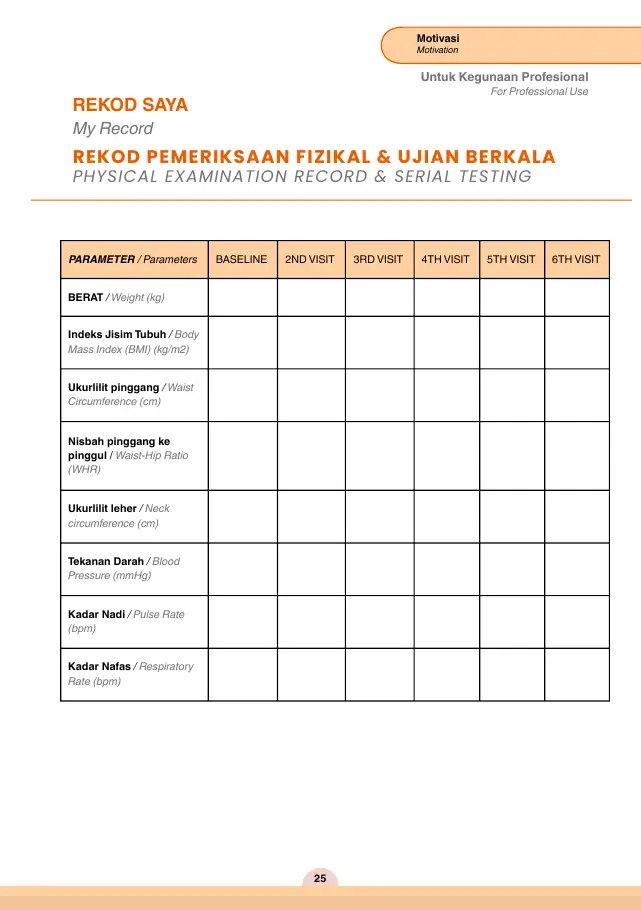 Motivasi
Motivation
Untuk Kegunaan Profesional
For Professional Use
REKOD SAYA
My Record
REKOD PEMERIKSAAN FIZIKAL & UJIAN BERKALA
PHYSICAL EXAMINATION RECORD & SERIAL TESTING
PARAMETER / Parameters BASELINE 2ND VISIT 3RD VISIT 4TH VISIT 5TH VISIT 6TH VISIT
BERAT / Weight (kg)
Indeks Jisim Tubuh / Body
Mass Index (BMI) (kg/m2)
Ukurlilit pinggang / Waist
Circumference (cm)
Nisbah pinggang ke
pinggul / Waist-Hip Ratio
(WHR)
Ukurlilit leher / Neck
circumference (cm)
Tekanan Darah / Blood
Pressure (mmHg)
Kadar Nadi / Pulse Rate
(bpm)
Kadar Nafas / Respiratory
Rate (bpm)
25